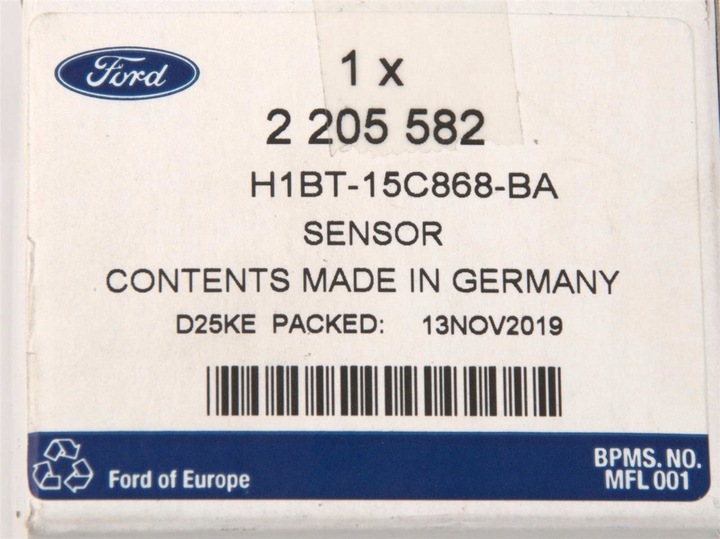 Ford
1 x
2 205 582
H1BT-15C868-BA
SENSOR
CONTENTS MADE IN GERMANY
D25KE PACKED: 13NOV2019
Ford of Europe
BPMS. NO.
MFL 001